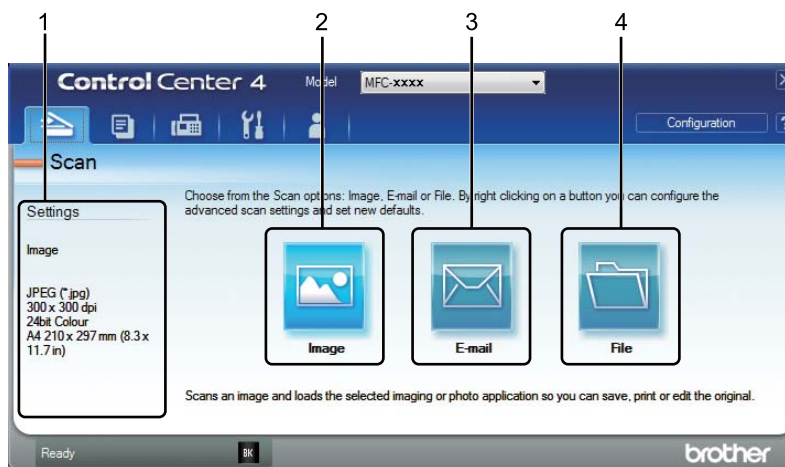 1 2 3 4
Control Center 4 Model MFC-xxxx
Configuration ?
Scan
Choose from the Scan options: Image, E-mail or File. By right clicking on a button you can configure the
advanced scan settings and set new defaults.
Settings
Image
JPEG (*.jpg)
300 x 300 dpi
24bit Colour
A4 210 x 297 mm (8.3 x
11.7 in)
Image E-mail File
Scans an image and loads the selected imaging or photo application so you can save, print or edit the original.
Ready BK brother